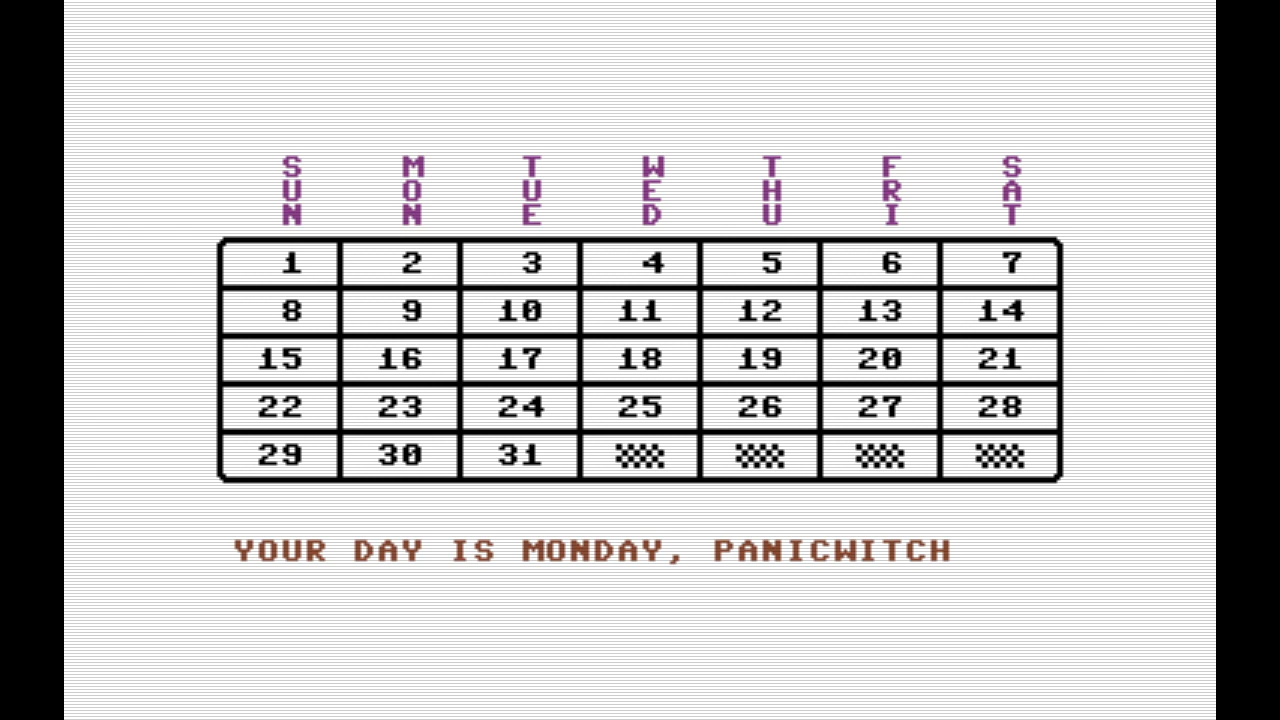 SUN MON TUE WED THU FRI SAT
1 2 3 4 5 6 7
8 9 10 11 12 13 14
15 16 17 18 19 20 21
22 23 24 25 26 27 28
29 30 31
YOUR DAY IS MONDAY, PANICWITCH